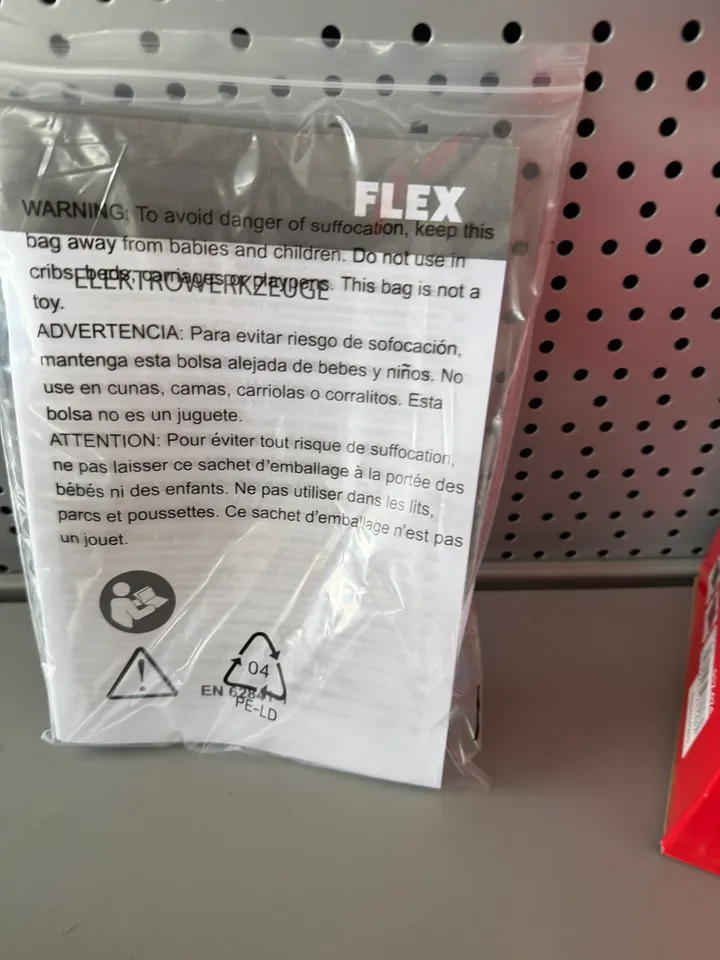 FLEX
WARNING: To avoid danger of suffocation, keep this
bag away from babies and children. Do not use in
cribs, beds, carriages or playpens. This bag is not a
ELEKTROWERKZEUGE
toy.
ADVERTENCIA: Para evitar riesgo de sofocación,
mantenga esta bolsa alejada de bebes y niños. No
use en cunas, camas, carriolas o corralitos. Esta
bolsa no es un juguete.
ATTENTION: Pour éviter tout risque de suffocation,
ne pas laisser ce sachet d'emballage à la portée des
bébés ni des enfants. Ne pas utiliser dans les lits,
parcs et poussettes. Ce sachet d'emballage n'est pas
un jouet.
04
EN 62841-1
PE-LD